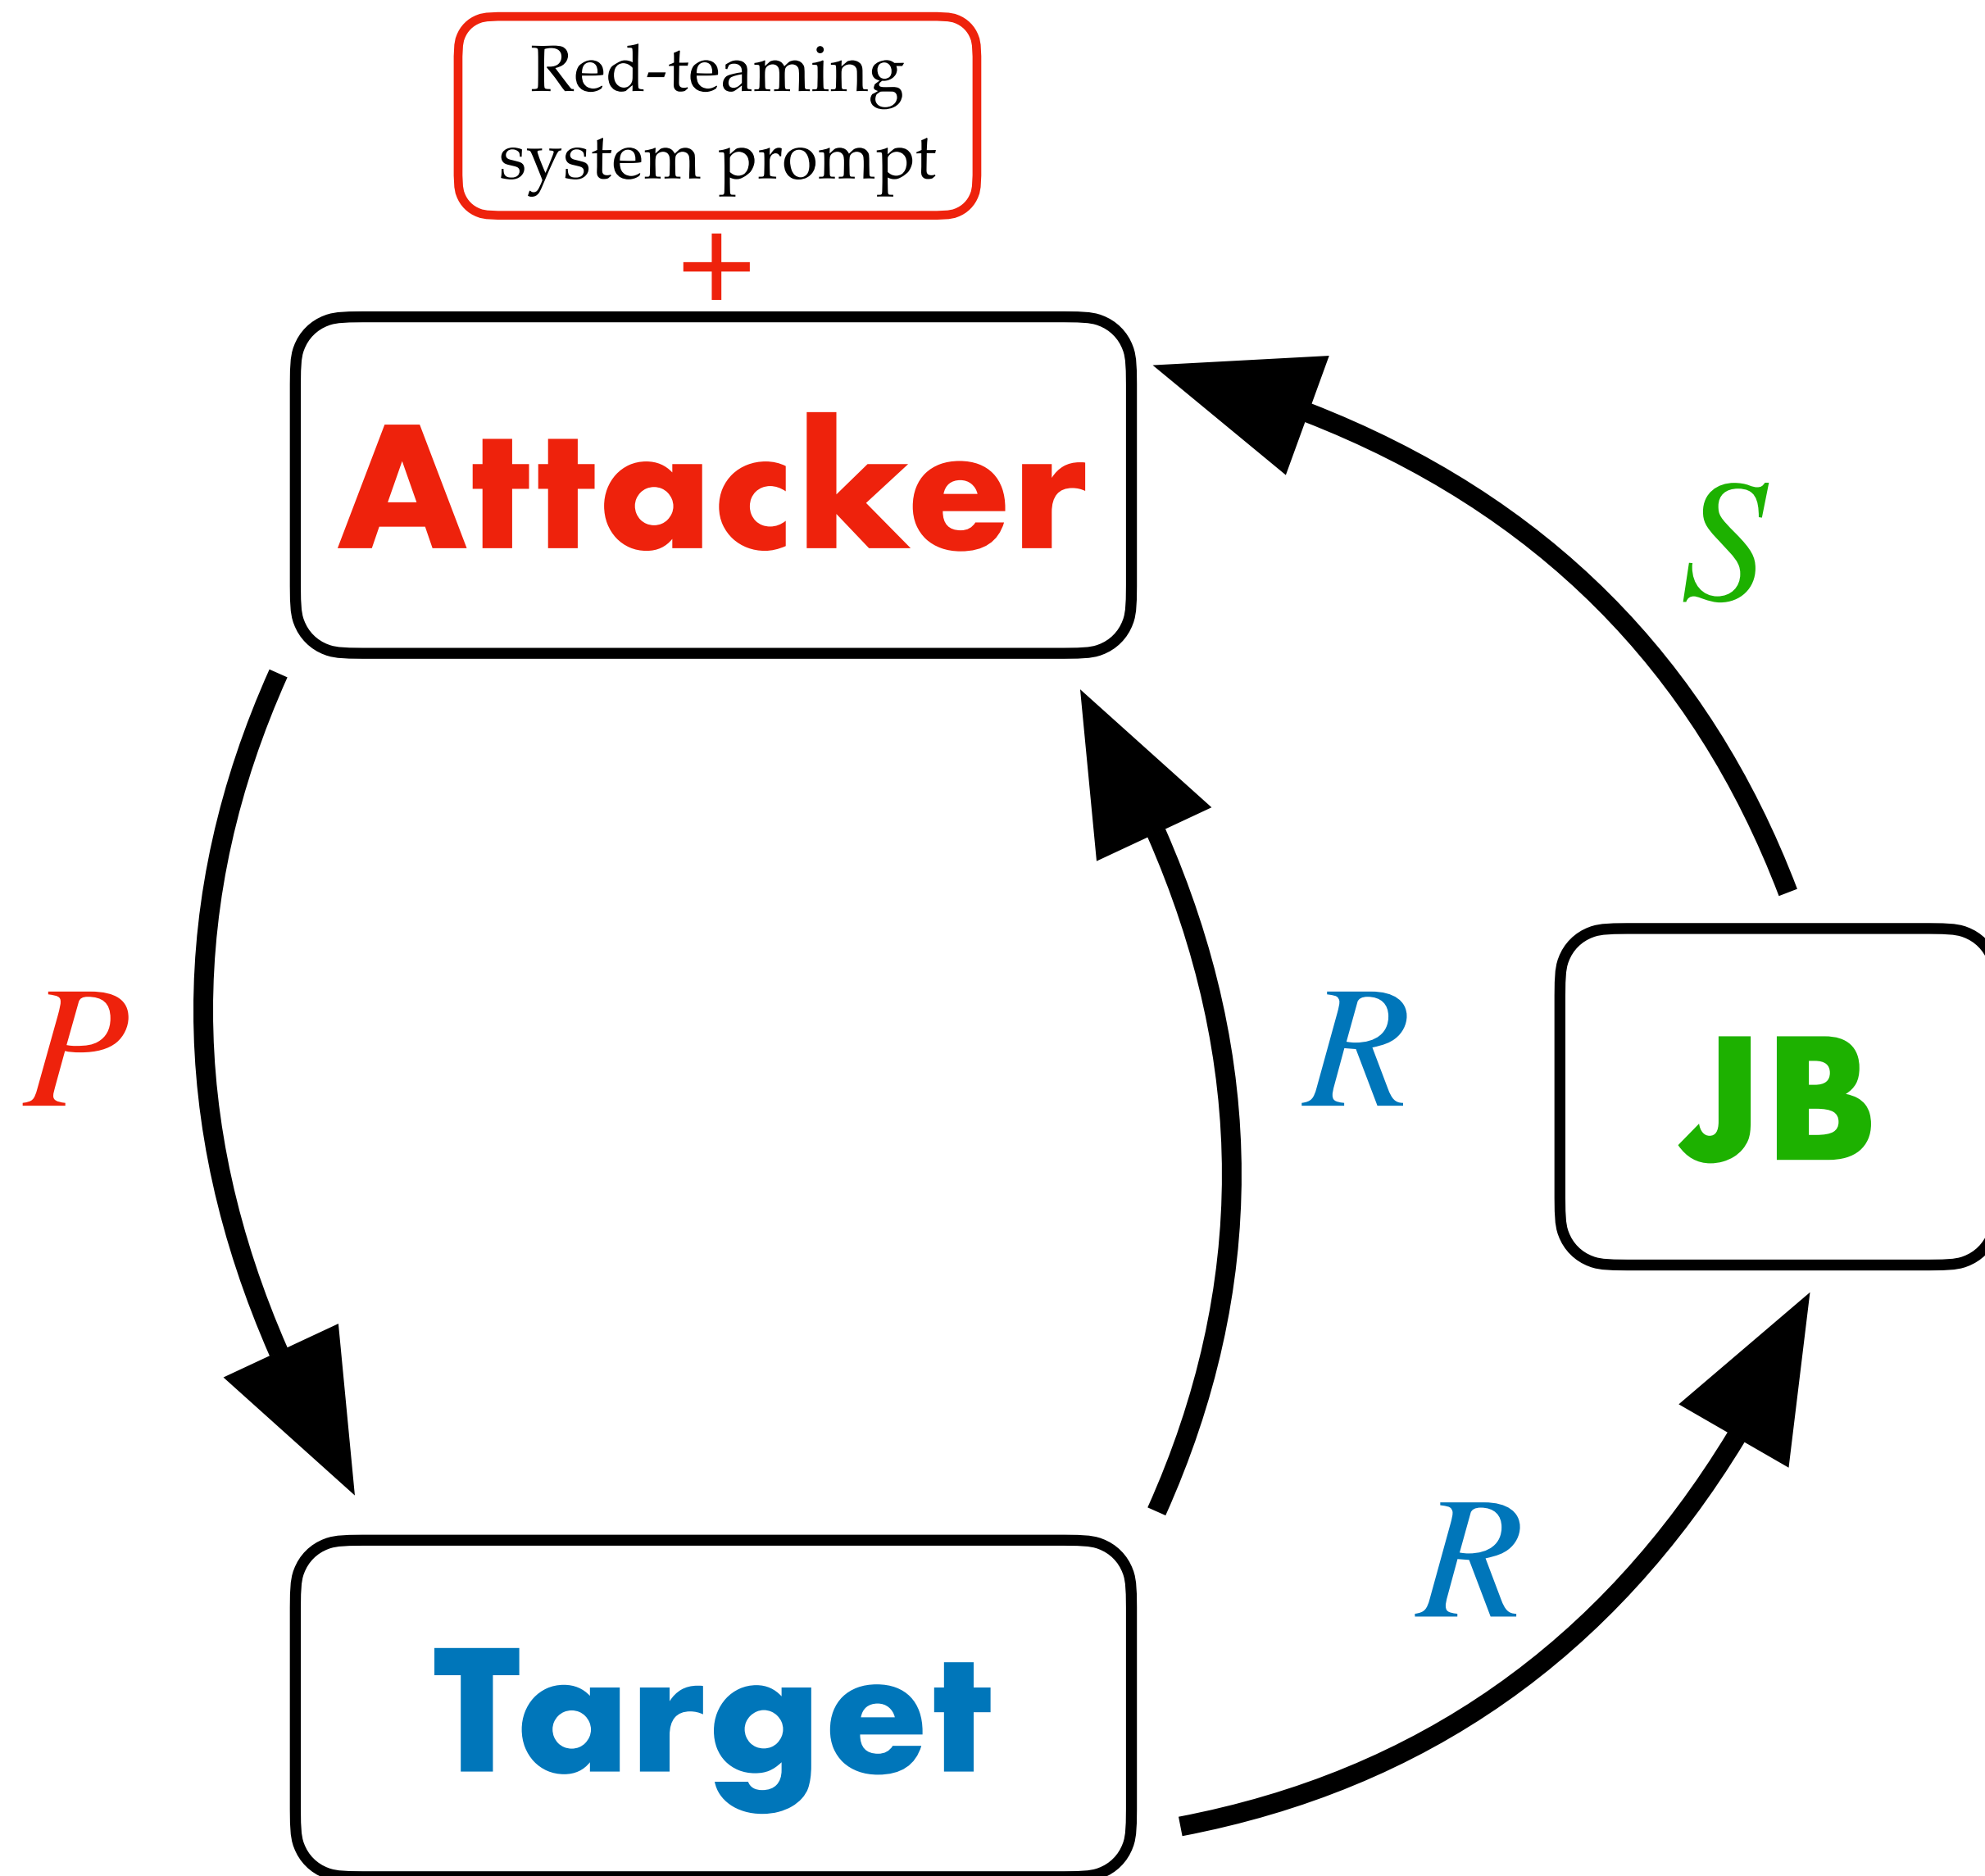 Red-teaming
system prompt
+
Attacker
S
P
R
JB
R
Target